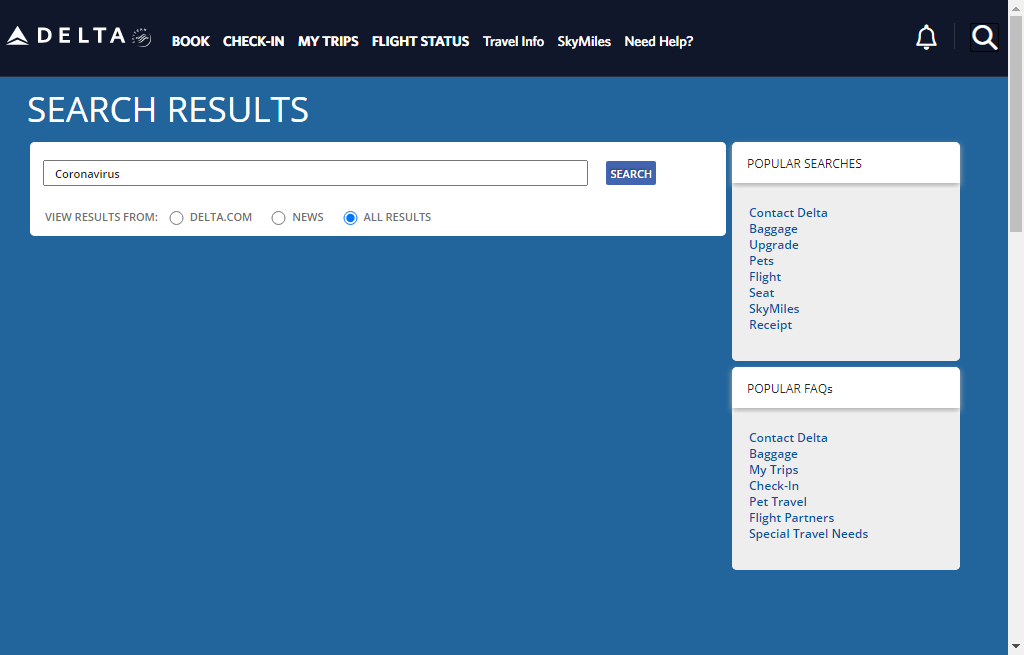 DELTA
BOOK CHECK-IN MY TRIPS FLIGHT STATUS Travel Info SkyMiles Need Help?
SEARCH RESULTS
Coronavirus
SEARCH
VIEW RESULTS FROM: DELTA.COM NEWS ALL RESULTS
POPULAR SEARCHES
Contact Delta
Baggage
Upgrade
Pets
Flight
Seat
SkyMiles
Receipt
POPULAR FAQs
Contact Delta
Baggage
My Trips
Check-In
Pet Travel
Flight Partners
Special Travel Needs